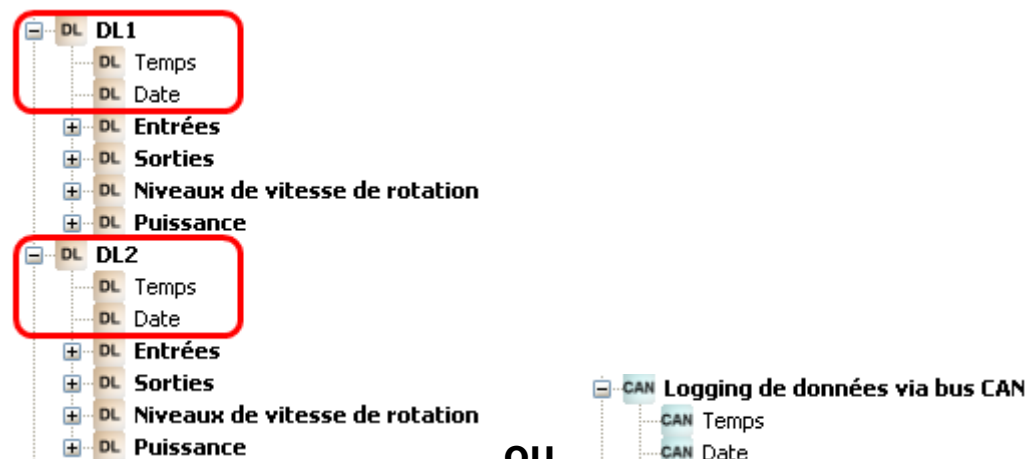 DL DL1
DL Temps
DL Date
DL Entrées
DL Sorties
DL Niveaux de vitesse de rotation
DL Puissance
DL DL2
DL Temps
DL Date
DL Entrées
DL Sorties
DL Niveaux de vitesse de rotation
DL Puissance
ou
CAN Logging de données via bus CAN
CAN Temps
CAN Date